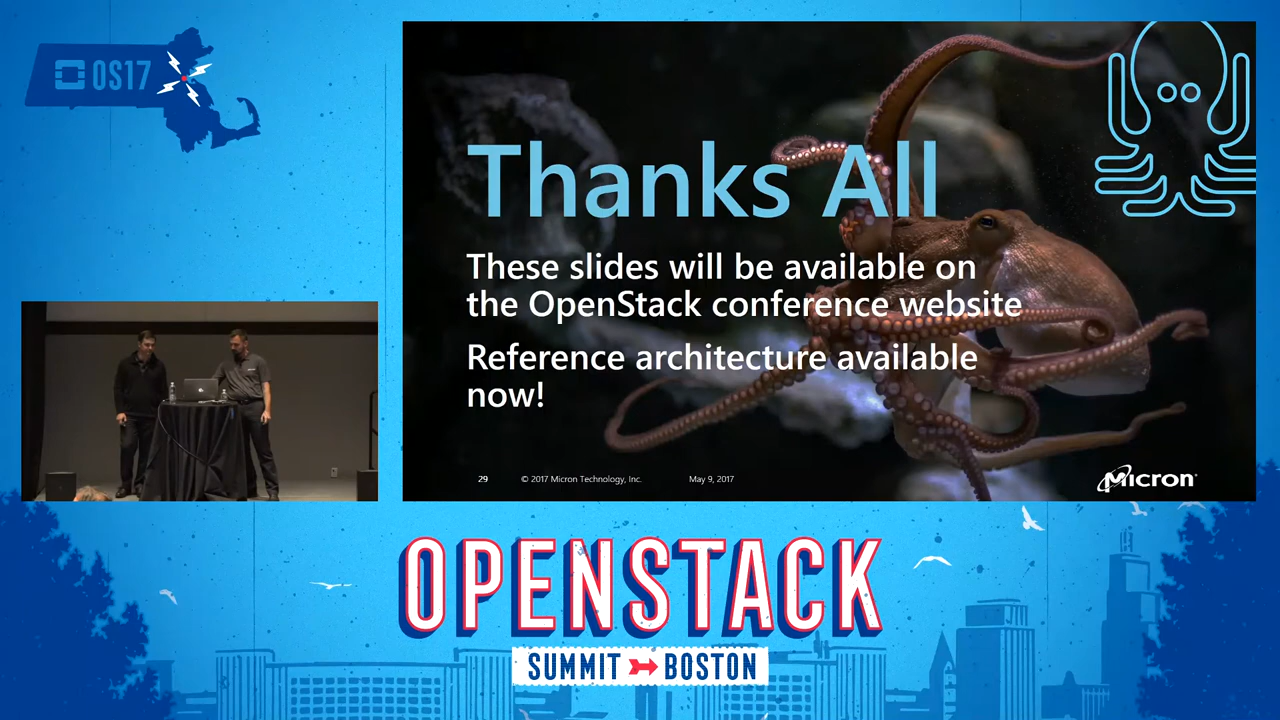 OS17
Thanks All
These slides will be available on
the OpenStack conference website
Reference architecture available
now!
29 © 2017 Micron Technology, Inc. May 9, 2017
Micron
OPENSTACK
SUMMIT BOSTON